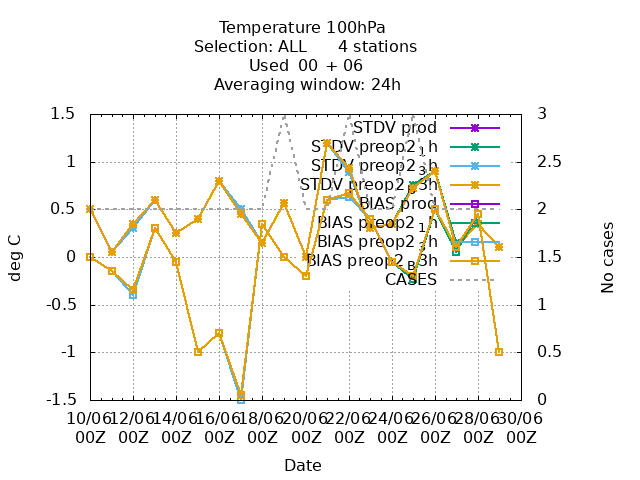 Temperature 100hPa
Selection: ALL 4 stations
Used 00 + 06
Averaging window: 24h
1.5
1
0.5
0
-0.5
-1
-1.5
deg C
3
2.5
2
1.5
1
0.5
0
No cases
STDV prod
STDV preop2_1h
STDV preop2_3h
STDV preop2_B3h
BIAS prod
BIAS preop2_1h
BIAS preop2_3h
BIAS preop2_B3h
CASES
10/06 12/06 14/06 16/06 18/06 20/06 22/06 24/06 26/06 28/06 30/06
00Z 00Z 00Z 00Z 00Z 00Z 00Z 00Z 00Z 00Z 00Z
Date